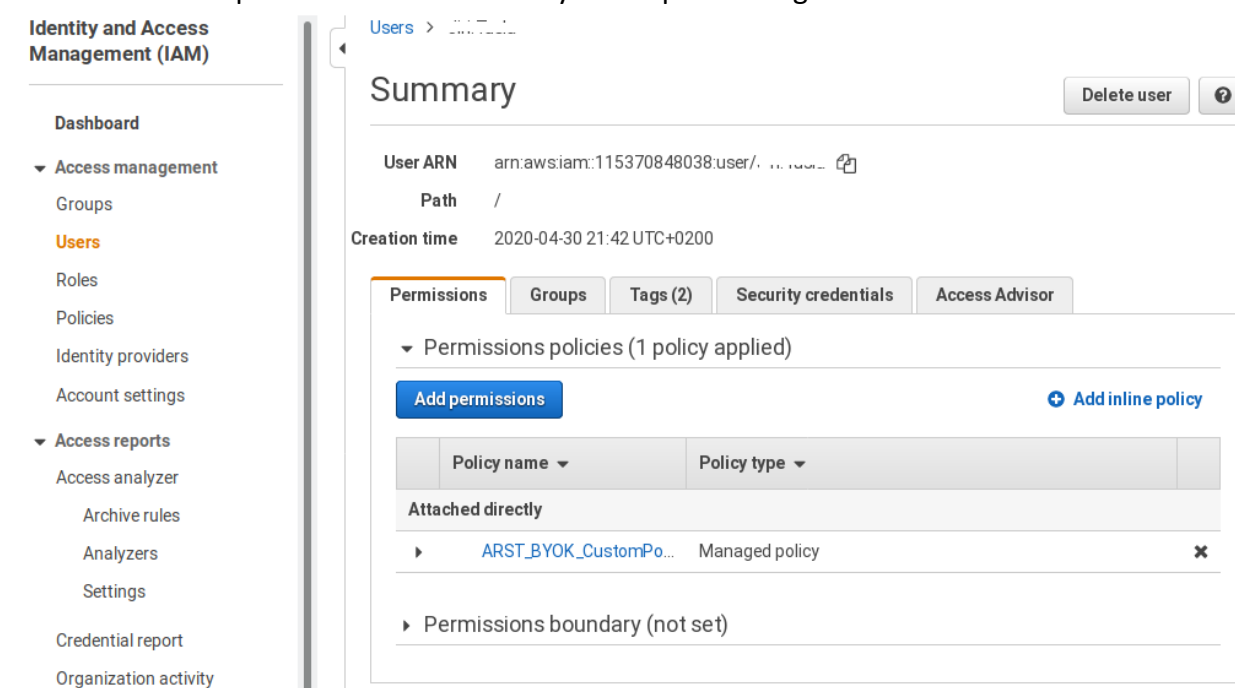 Identity and Access
Management (IAM)
Dashboard
Access management
Groups
Users
Roles
Policies
Identity providers
Account settings
Access reports
Access analyzer
Archive rules
Analyzers
Settings
Credential report
Organization activity
Users >
Summary
Delete user
User ARN arn:aws:iam::115370848038:user/
Path /
Creation time 2020-04-30 21:42 UTC+0200
Permissions Groups Tags (2) Security credentials Access Advisor
Permissions policies (1 policy applied)
Add permissions Add inline policy
Policy name Policy type
Attached directly
ARST_BYOK_CustomPo... Managed policy
Permissions boundary (not set)